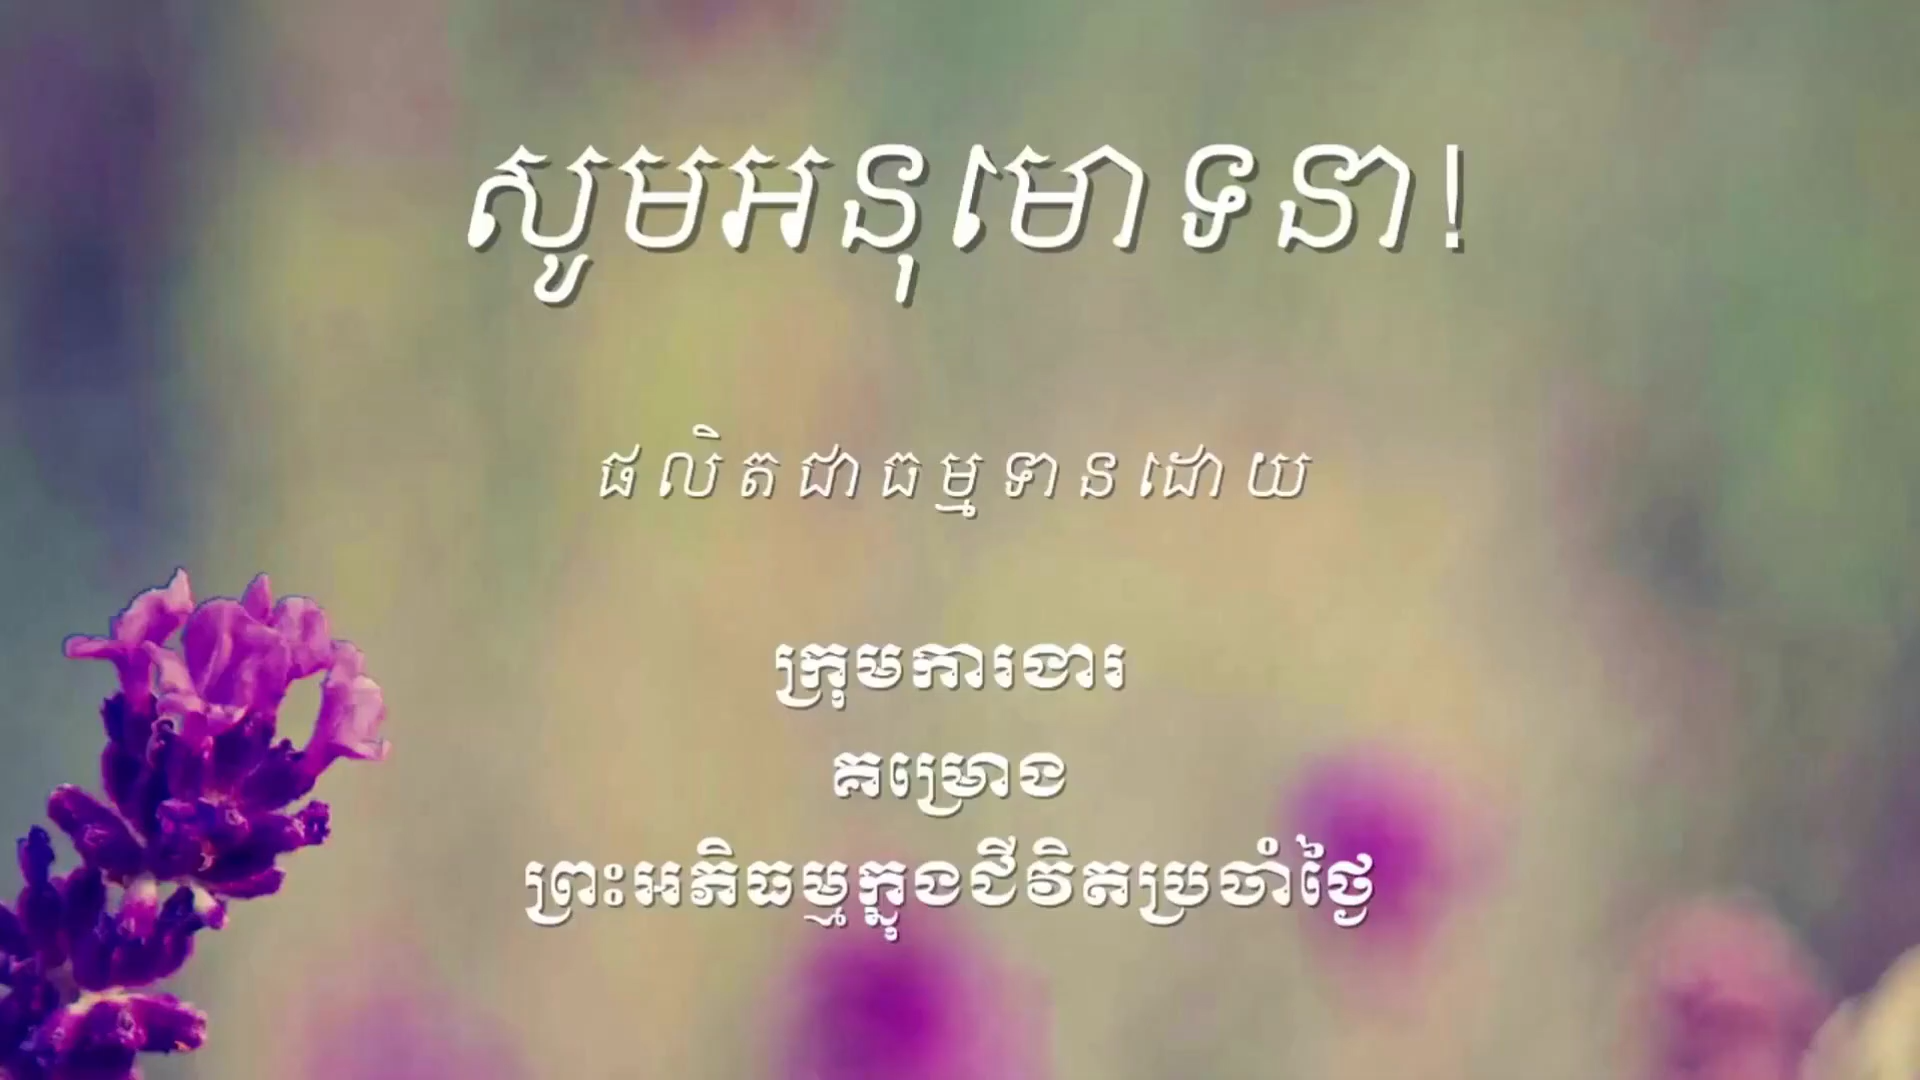 សូមអនុមោទនា!
ផលិតជាធម្មទានដោយ
ក្រុមការងារ
គម្រោង
ព្រះអភិធម្មក្នុងជីវិតប្រចាំថ្ងៃ